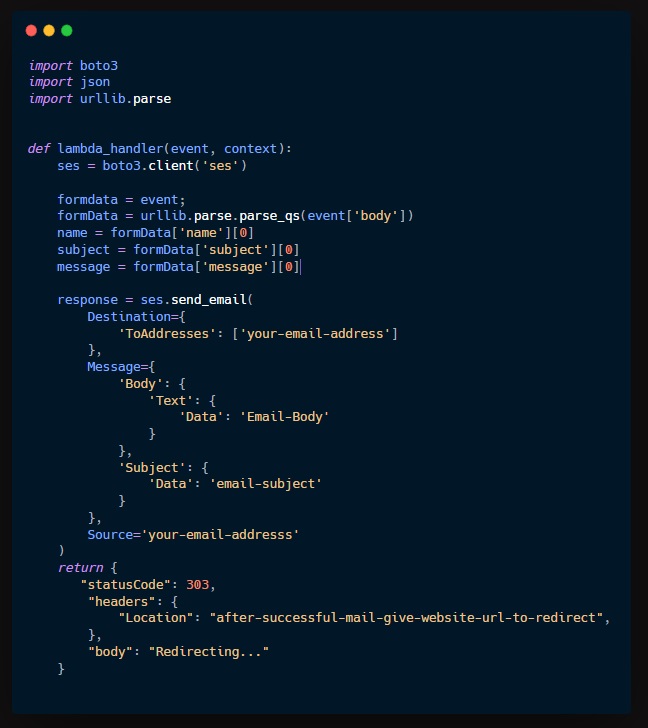 import boto3
import json
import urllib.parse
def lambda_handler(event, context):
    ses = boto3.client('ses')
    formdata = event;
    formData = urllib.parse.parse_qs(event['body'])
    name = formData['name'][0]
    subject = formData['subject'][0]
    message = formData['message'][0]
    response = ses.send_email(
        Destination={
            'ToAddresses': ['your-email-address']
        },
        Message={
            'Body': {
                'Text': {
                    'Data': 'Email-Body'
                }
            },
            'Subject': {
                'Data': 'email-subject'
            }
        },
        Source='your-email-addresss'
    )
    return {
       "statusCode": 303,
        "headers": {
            "Location": "after-successful-mail-give-website-url-to-redirect",
        },
        "body": "Redirecting..."
    }